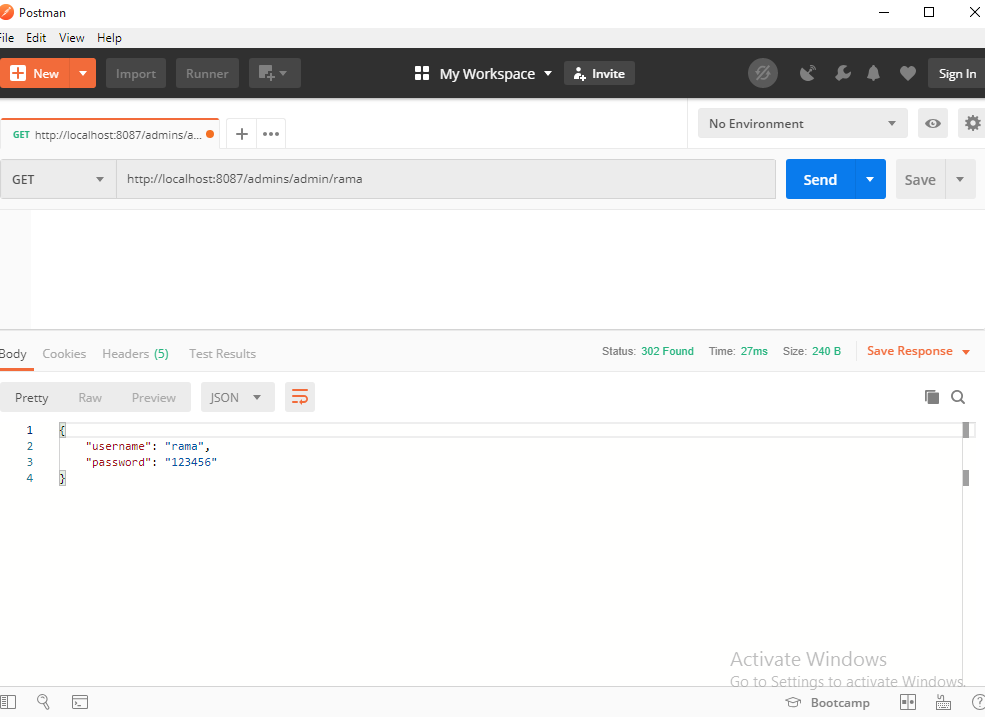 Postman
File Edit View Help
New Import Runner My Workspace Invite Sign In
GET http://localhost:8087/admins/a... No Environment
GET http://localhost:8087/admins/admin/rama Send Save
Body Cookies Headers (5) Test Results Status: 302 Found Time: 27ms Size: 240 B Save Response
Pretty Raw Preview JSON
1 {
2 "username": "rama",
3 "password": "123456"
4 }
Activate Windows
Go to Settings to activate Windows.
Bootcamp